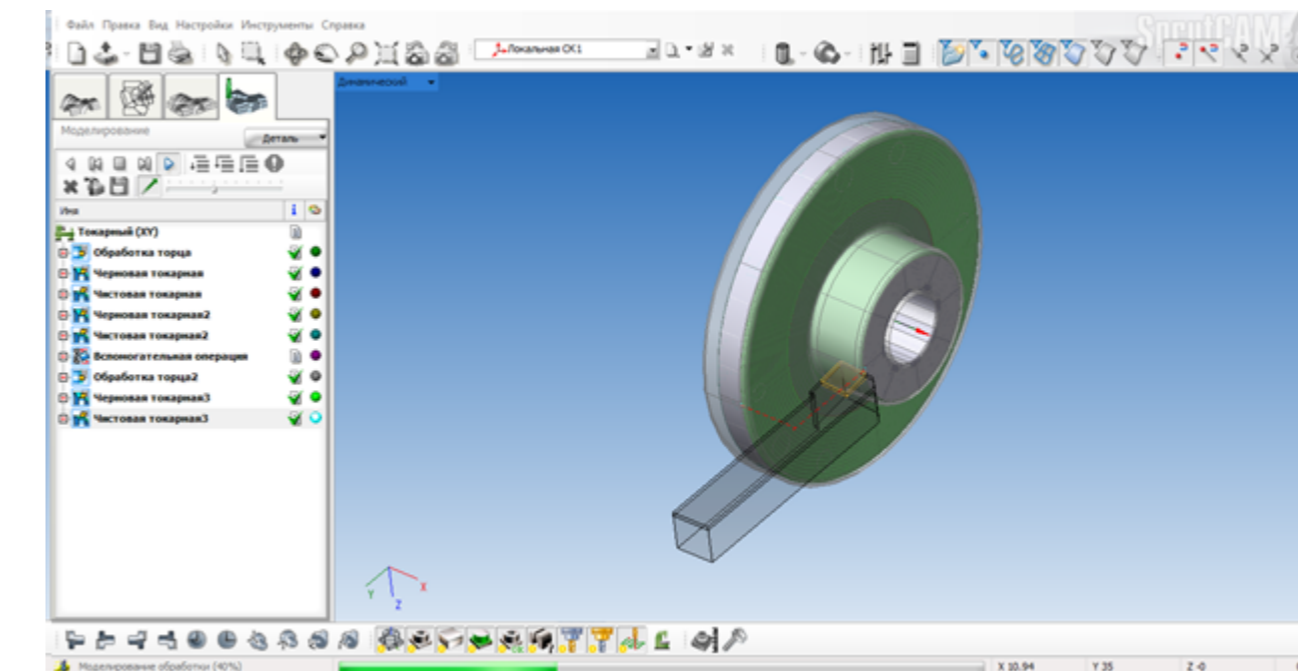 Файл Правка Вид Настройки Инструменты Справка
SprutCAM
Локальная СК1
Динамический
Моделирование
Деталь
Имя
Токарный (XY)
Обработка торца
Черновая токарная
Чистовая токарная
Черновая токарная2
Чистовая токарная2
Вспомогательная операция
Обработка торца2
Черновая токарная3
Чистовая токарная3
X
Y
Z
Моделирование обработки (40%)
X 10.94 Y 35 Z -0